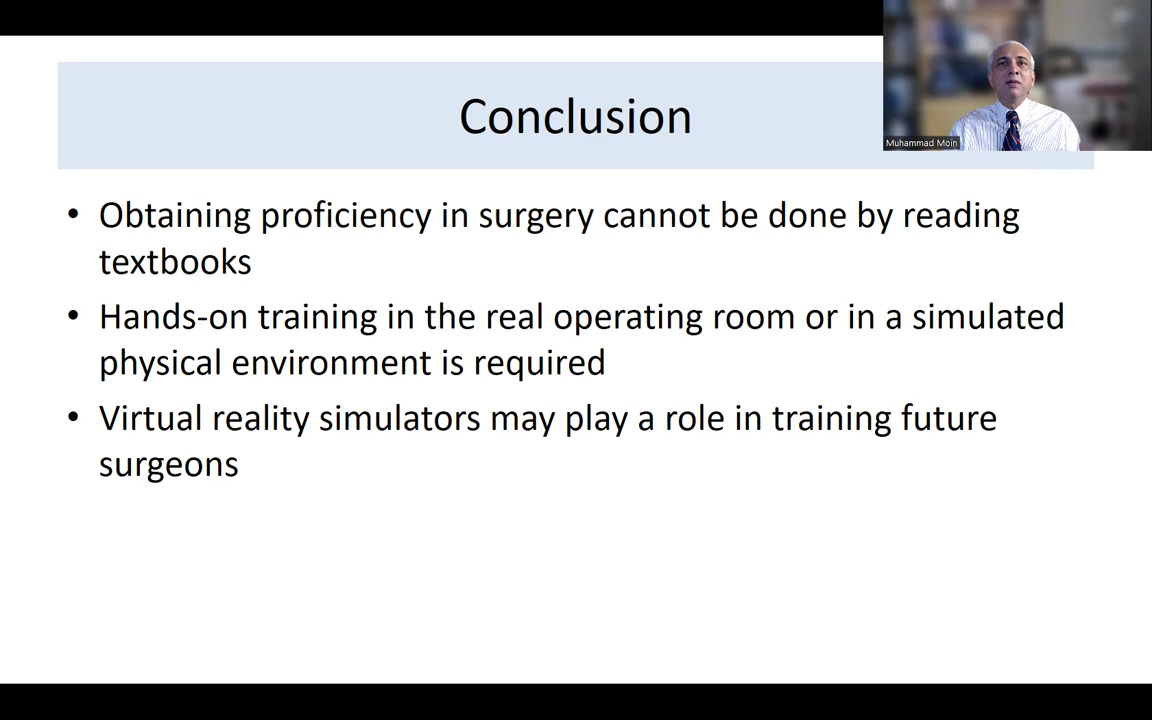 Conclusion
Muhammad Moin
• Obtaining proficiency in surgery cannot be done by reading
textbooks
• Hands-on training in the real operating room or in a simulated
physical environment is required
• Virtual reality simulators may play a role in training future
surgeons